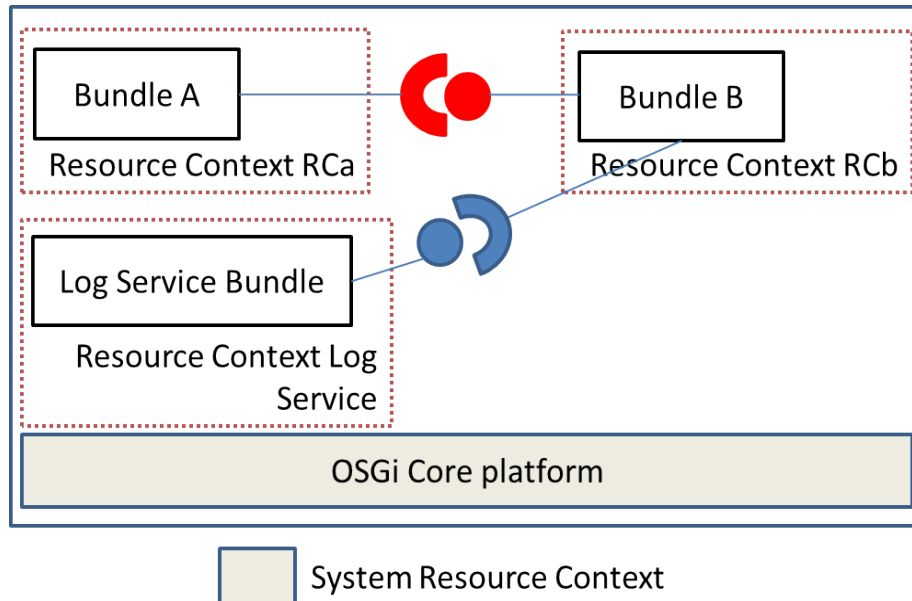 Bundle A
Bundle B
Resource Context RCa
Resource Context RCb
Log Service Bundle
Resource Context Log
Service
OSGi Core platform
System Resource Context